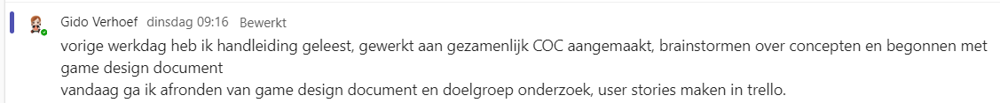 Gido Verhoef dinsdag 09:16 Bewerkt
vorige werkdag heb ik handleiding geleest, gewerkt aan gezamenlijk COC aangemaakt, brainstormen over concepten en begonnen met
game design document
vandaag ga ik afronden van game design document en doelgroep onderzoek, user stories maken in trello.